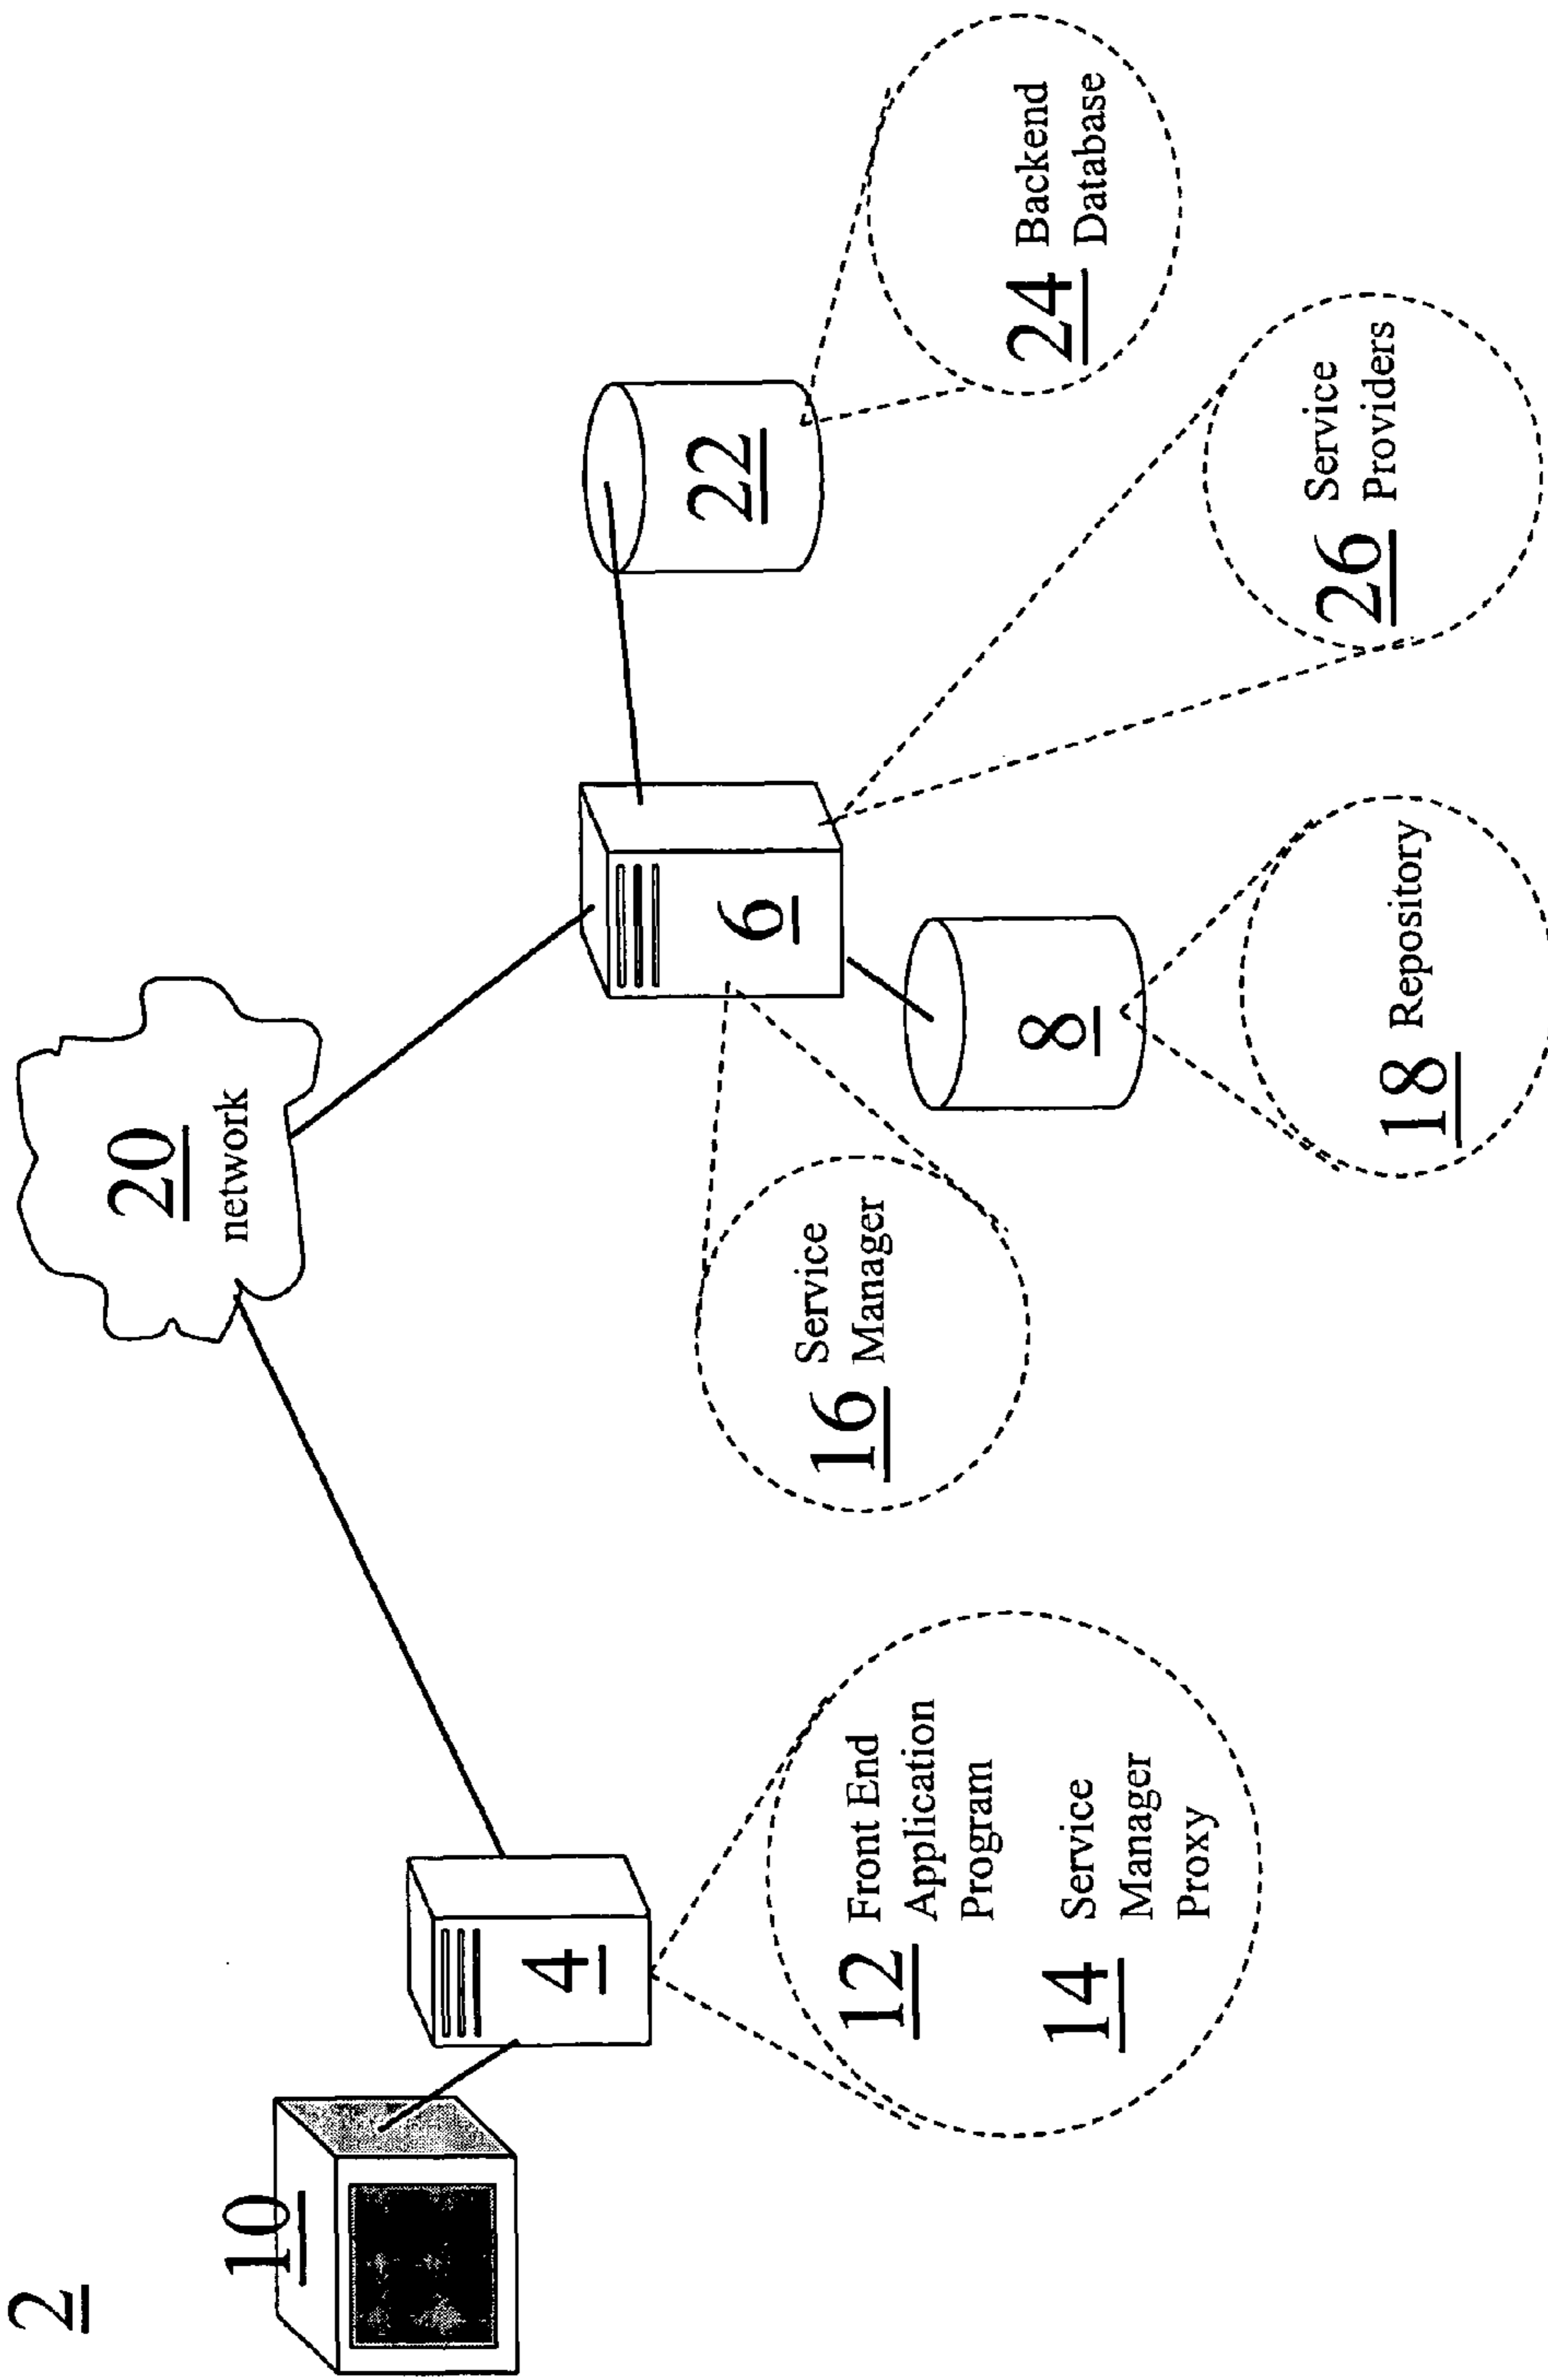 2
10
4
12 Front End
Application
Program
14 Service
Manager
Proxy
20
network
16 Service
Manager
6
8
18 Repository
22
24 Backend
Database
26 Service
Providers